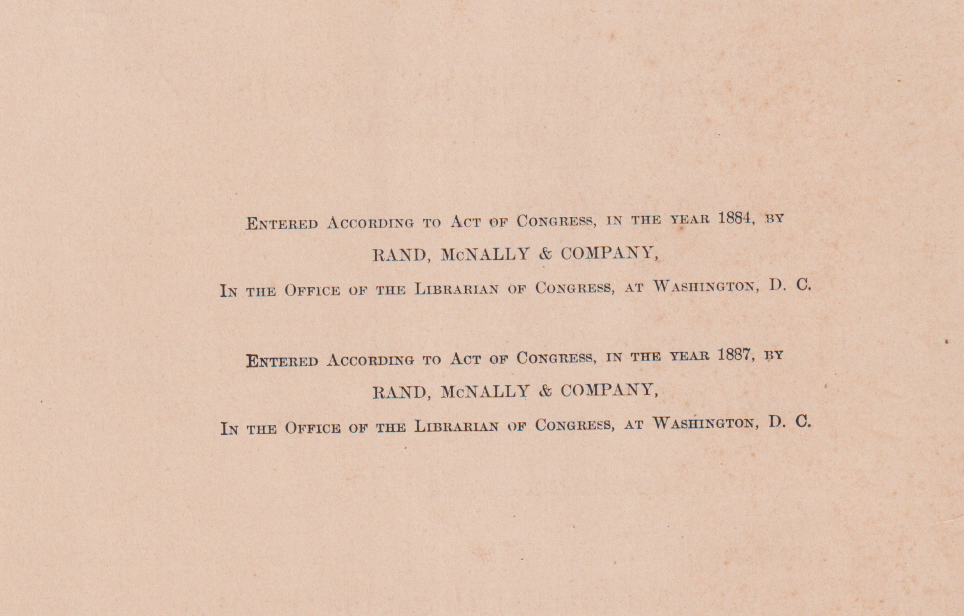 Entered According to Act of Congress, in the year 1884, by
RAND, McNALLY & COMPANY,
In the Office of the Librarian of Congress, at Washington, D. C.
Entered According to Act of Congress, in the year 1887, by
RAND, McNALLY & COMPANY,
In the Office of the Librarian of Congress, at Washington, D. C.